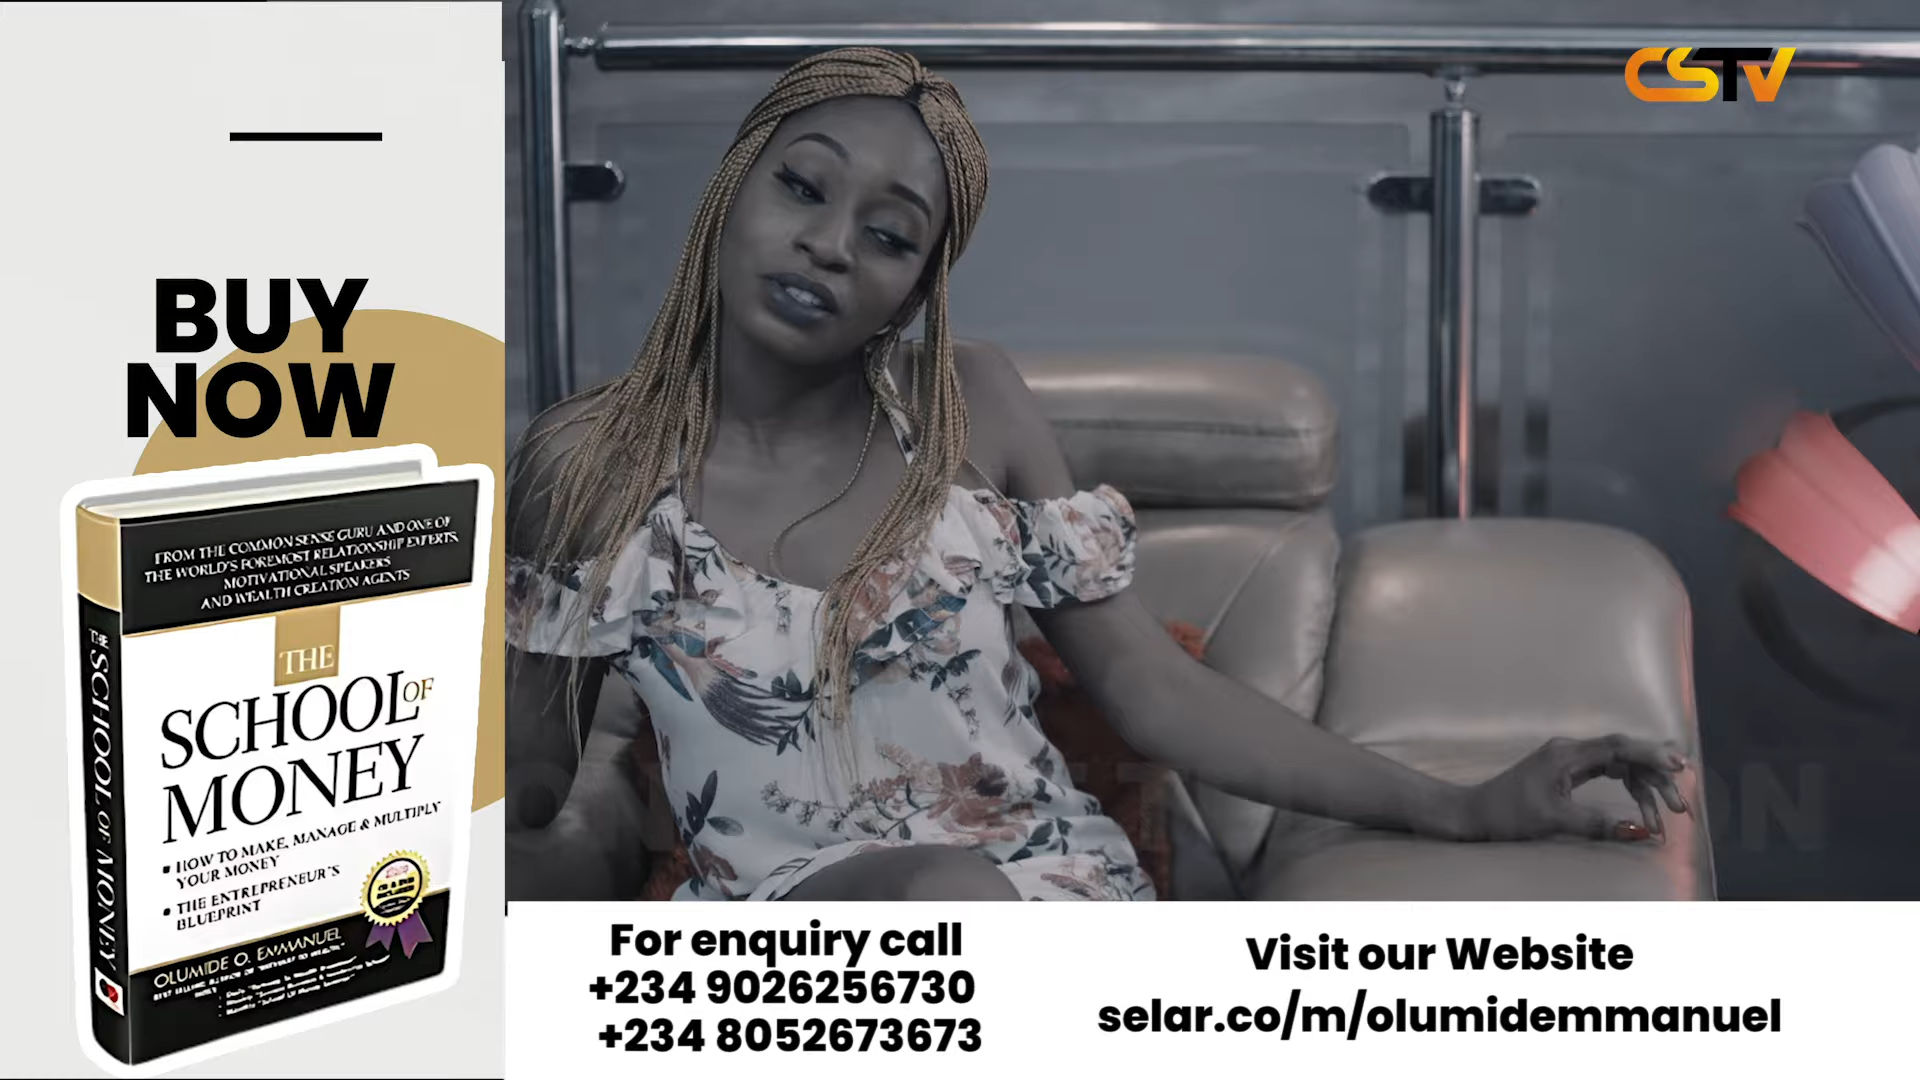 CSTV
BUY
NOW
FROM THE COMMON SENSE GURU AND ONE OF
THE WORLD'S FOREMOST RELATIONSHIP EXPERTS,
MOTIVATIONAL SPEAKERS
AND WEALTH CREATION AGENTS
THE
SCHOOL OF
MONEY
▪ HOW TO MAKE, MANAGE & MULTIPLY
YOUR MONEY
▪ THE ENTREPRENEUR'S
BLUEPRINT
OLUMIDE O. EMMANUEL
THE SCHOOL OF MONEY
For enquiry call
+234 9026256730
+234 8052673673
Visit our Website
selar.co/m/olumidemmanuel